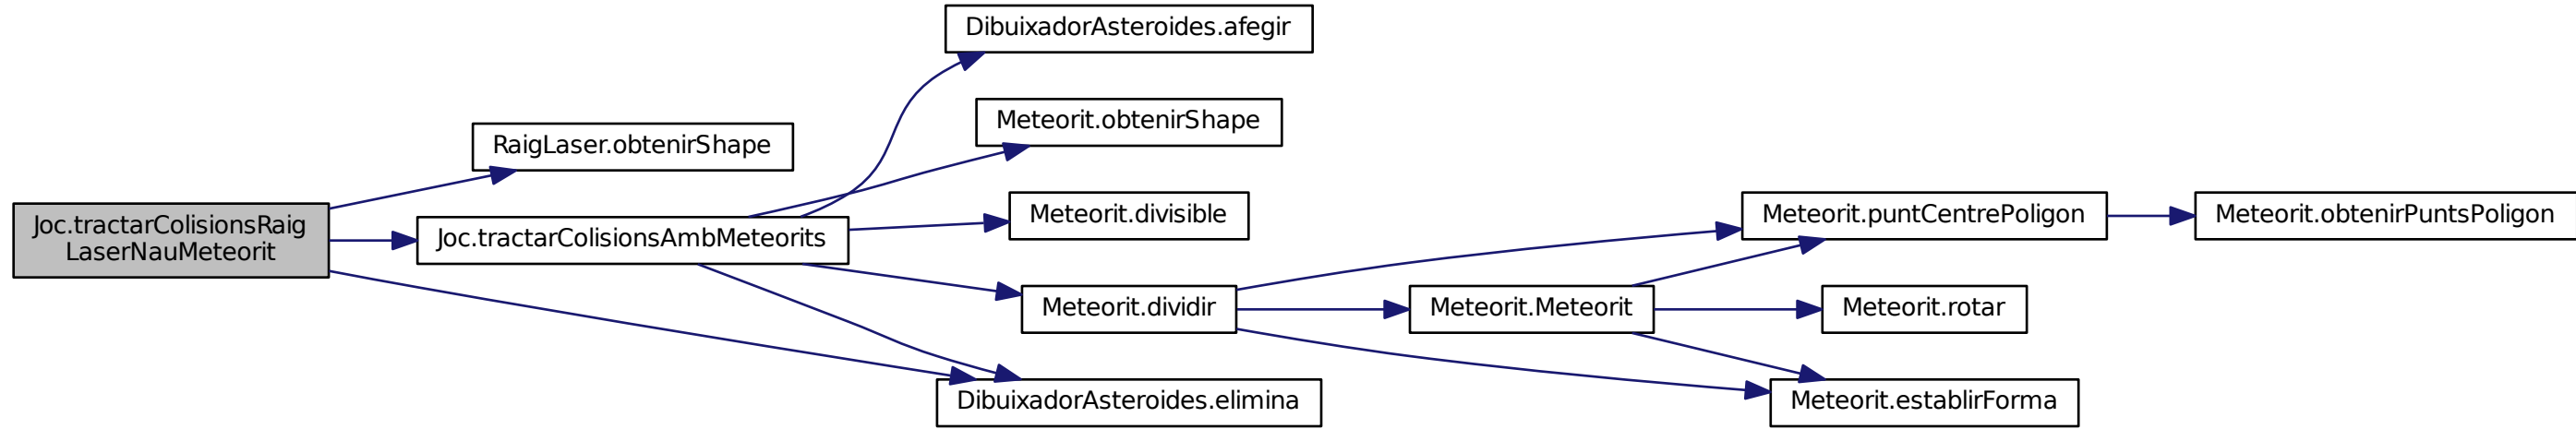 Joc.tractarColisionsRaig
LaserNauMeteorit
RaigLaser.obtenirShape
Joc.tractarColisionsAmbMeteorits
DibuixadorAsteroides.afegir
Meteorit.obtenirShape
Meteorit.divisible
Meteorit.dividir
DibuixadorAsteroides.elimina
Meteorit.Meteorit
Meteorit.puntCentrePoligon
Meteorit.rotar
Meteorit.establirForma
Meteorit.obtenirPuntsPoligon